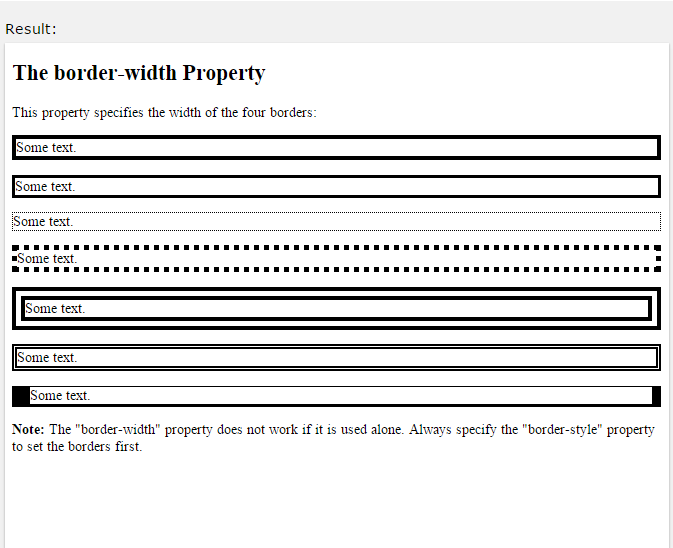 Result:
The border-width Property
This property specifies the width of the four borders:
Some text.
Some text.
Some text.
Some text.
Some text.
Some text.
Some text.
Note: The "border-width" property does not work if it is used alone. Always specify the "border-style" property
to set the borders first.